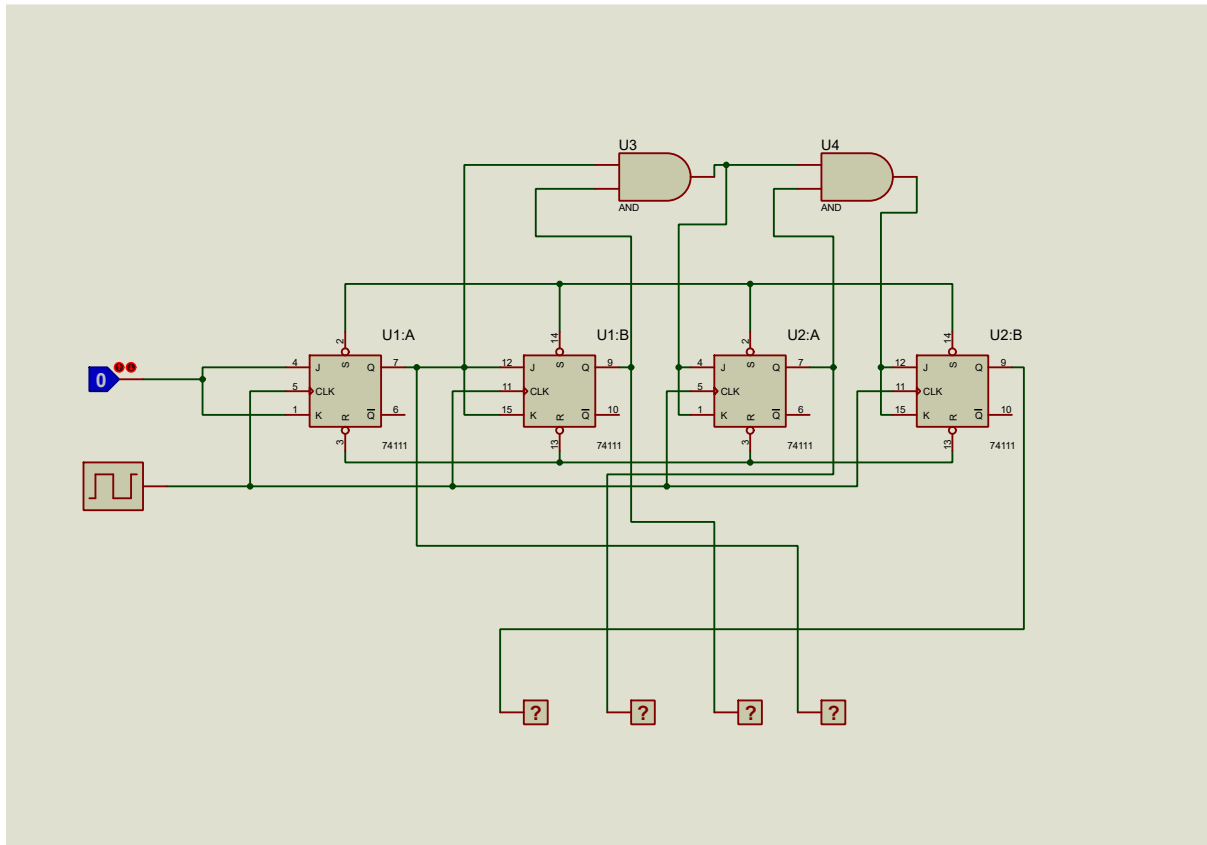 U3
U4
AND
AND
U1:A
U1:B
U2:A
U2:B
2
14
2
14
0
4
J
S
Q
7
12
J
S
Q
9
4
J
S
Q
7
12
J
S
Q
9
5
CLK
11
CLK
5
CLK
11
CLK
1
K
R
Q
6
15
K
R
Q
10
1
K
R
Q
6
15
K
R
Q
10
3
74111
13
74111
3
74111
13
74111
?
?
?
?